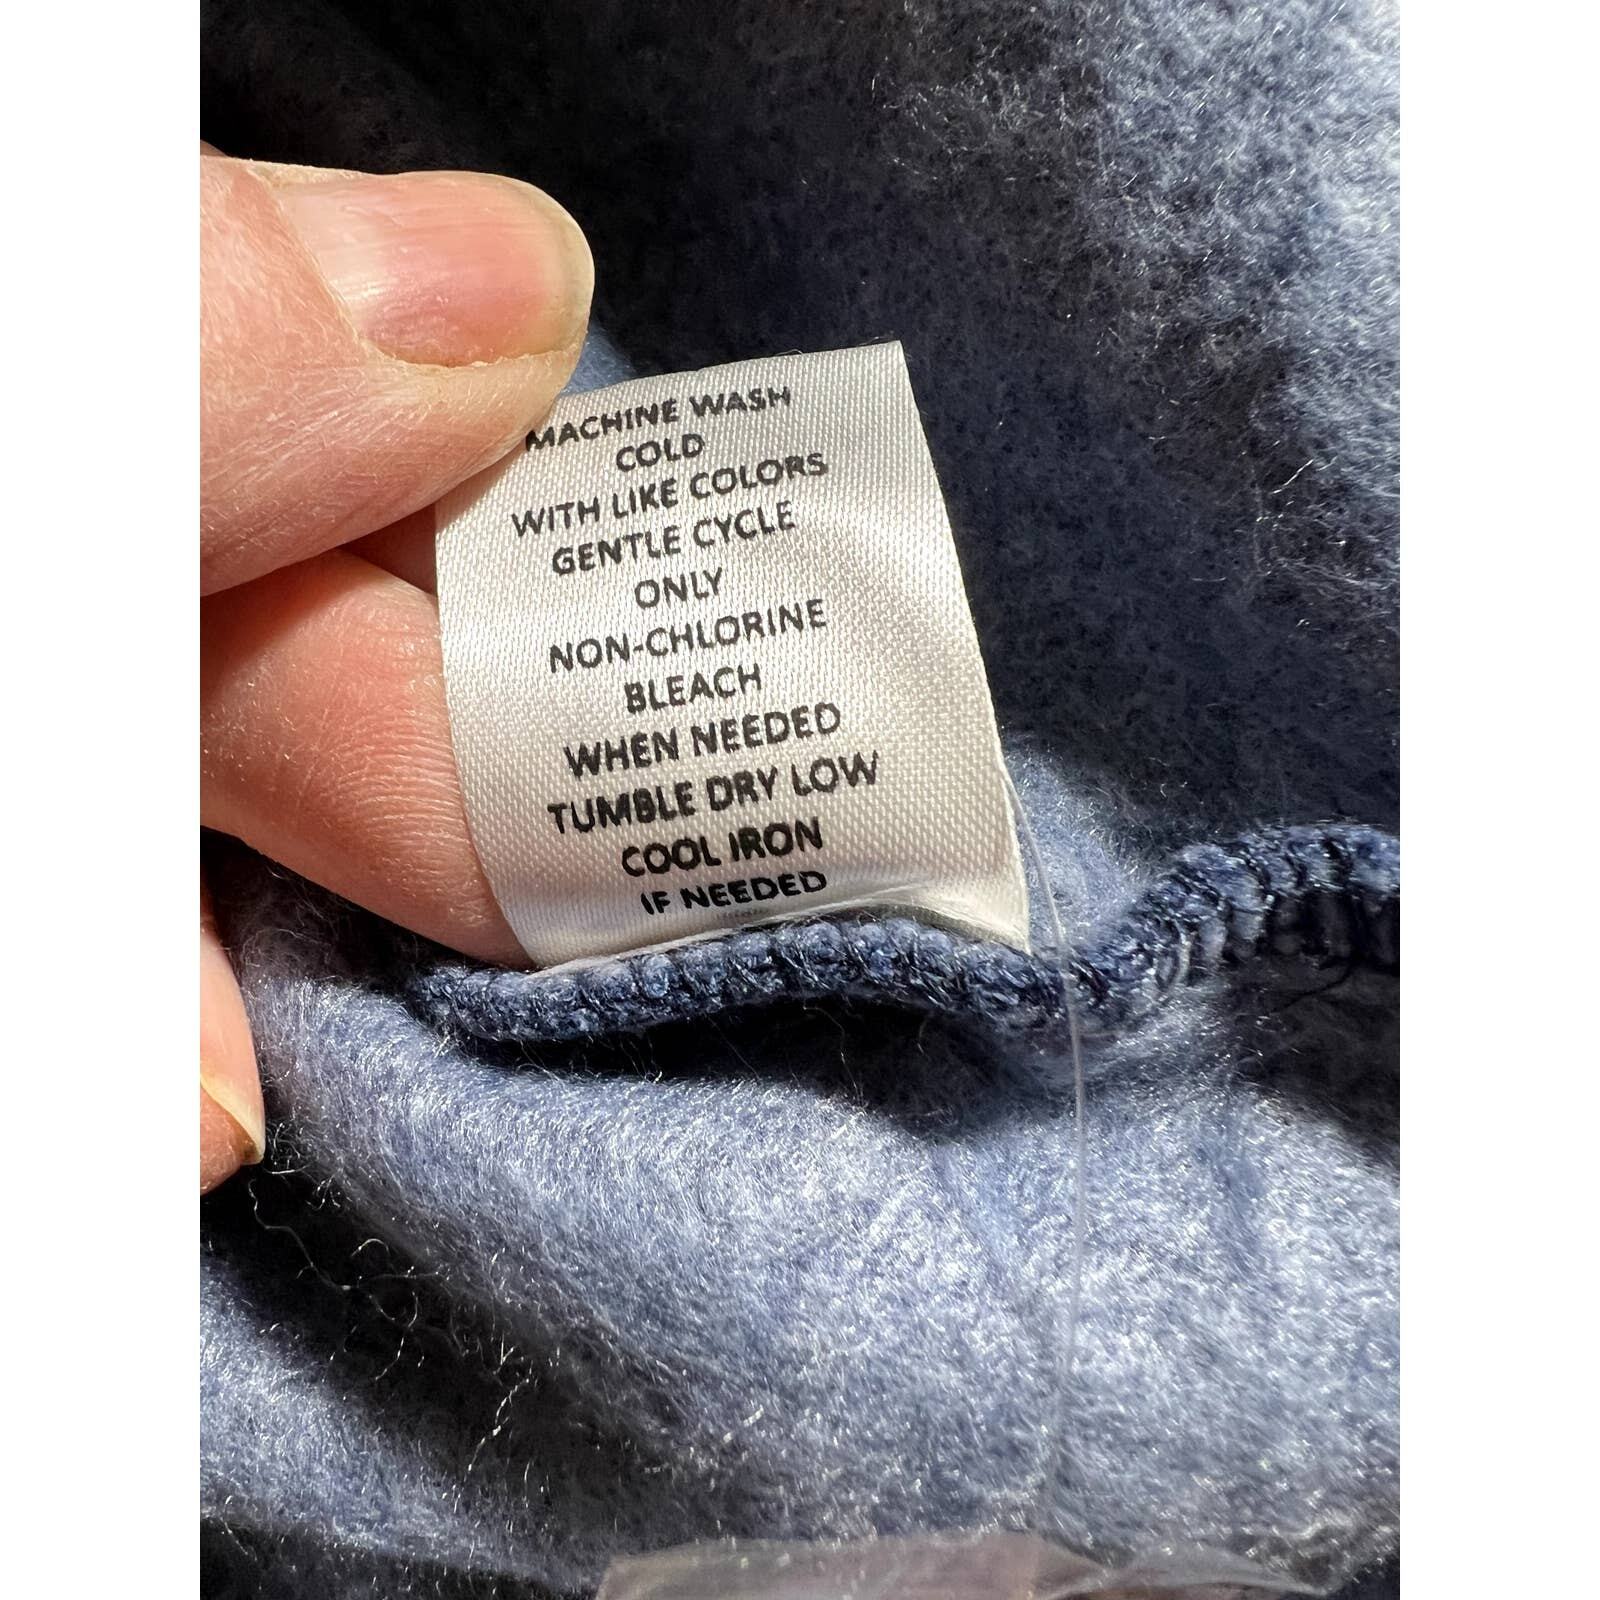 MACHINE WASH
COLD
WITH LIKE COLORS
GENTLE CYCLE
ONLY
NON-CHLORINE
BLEACH
WHEN NEEDED
TUMBLE DRY LOW
COOL IRON
IF NEEDED